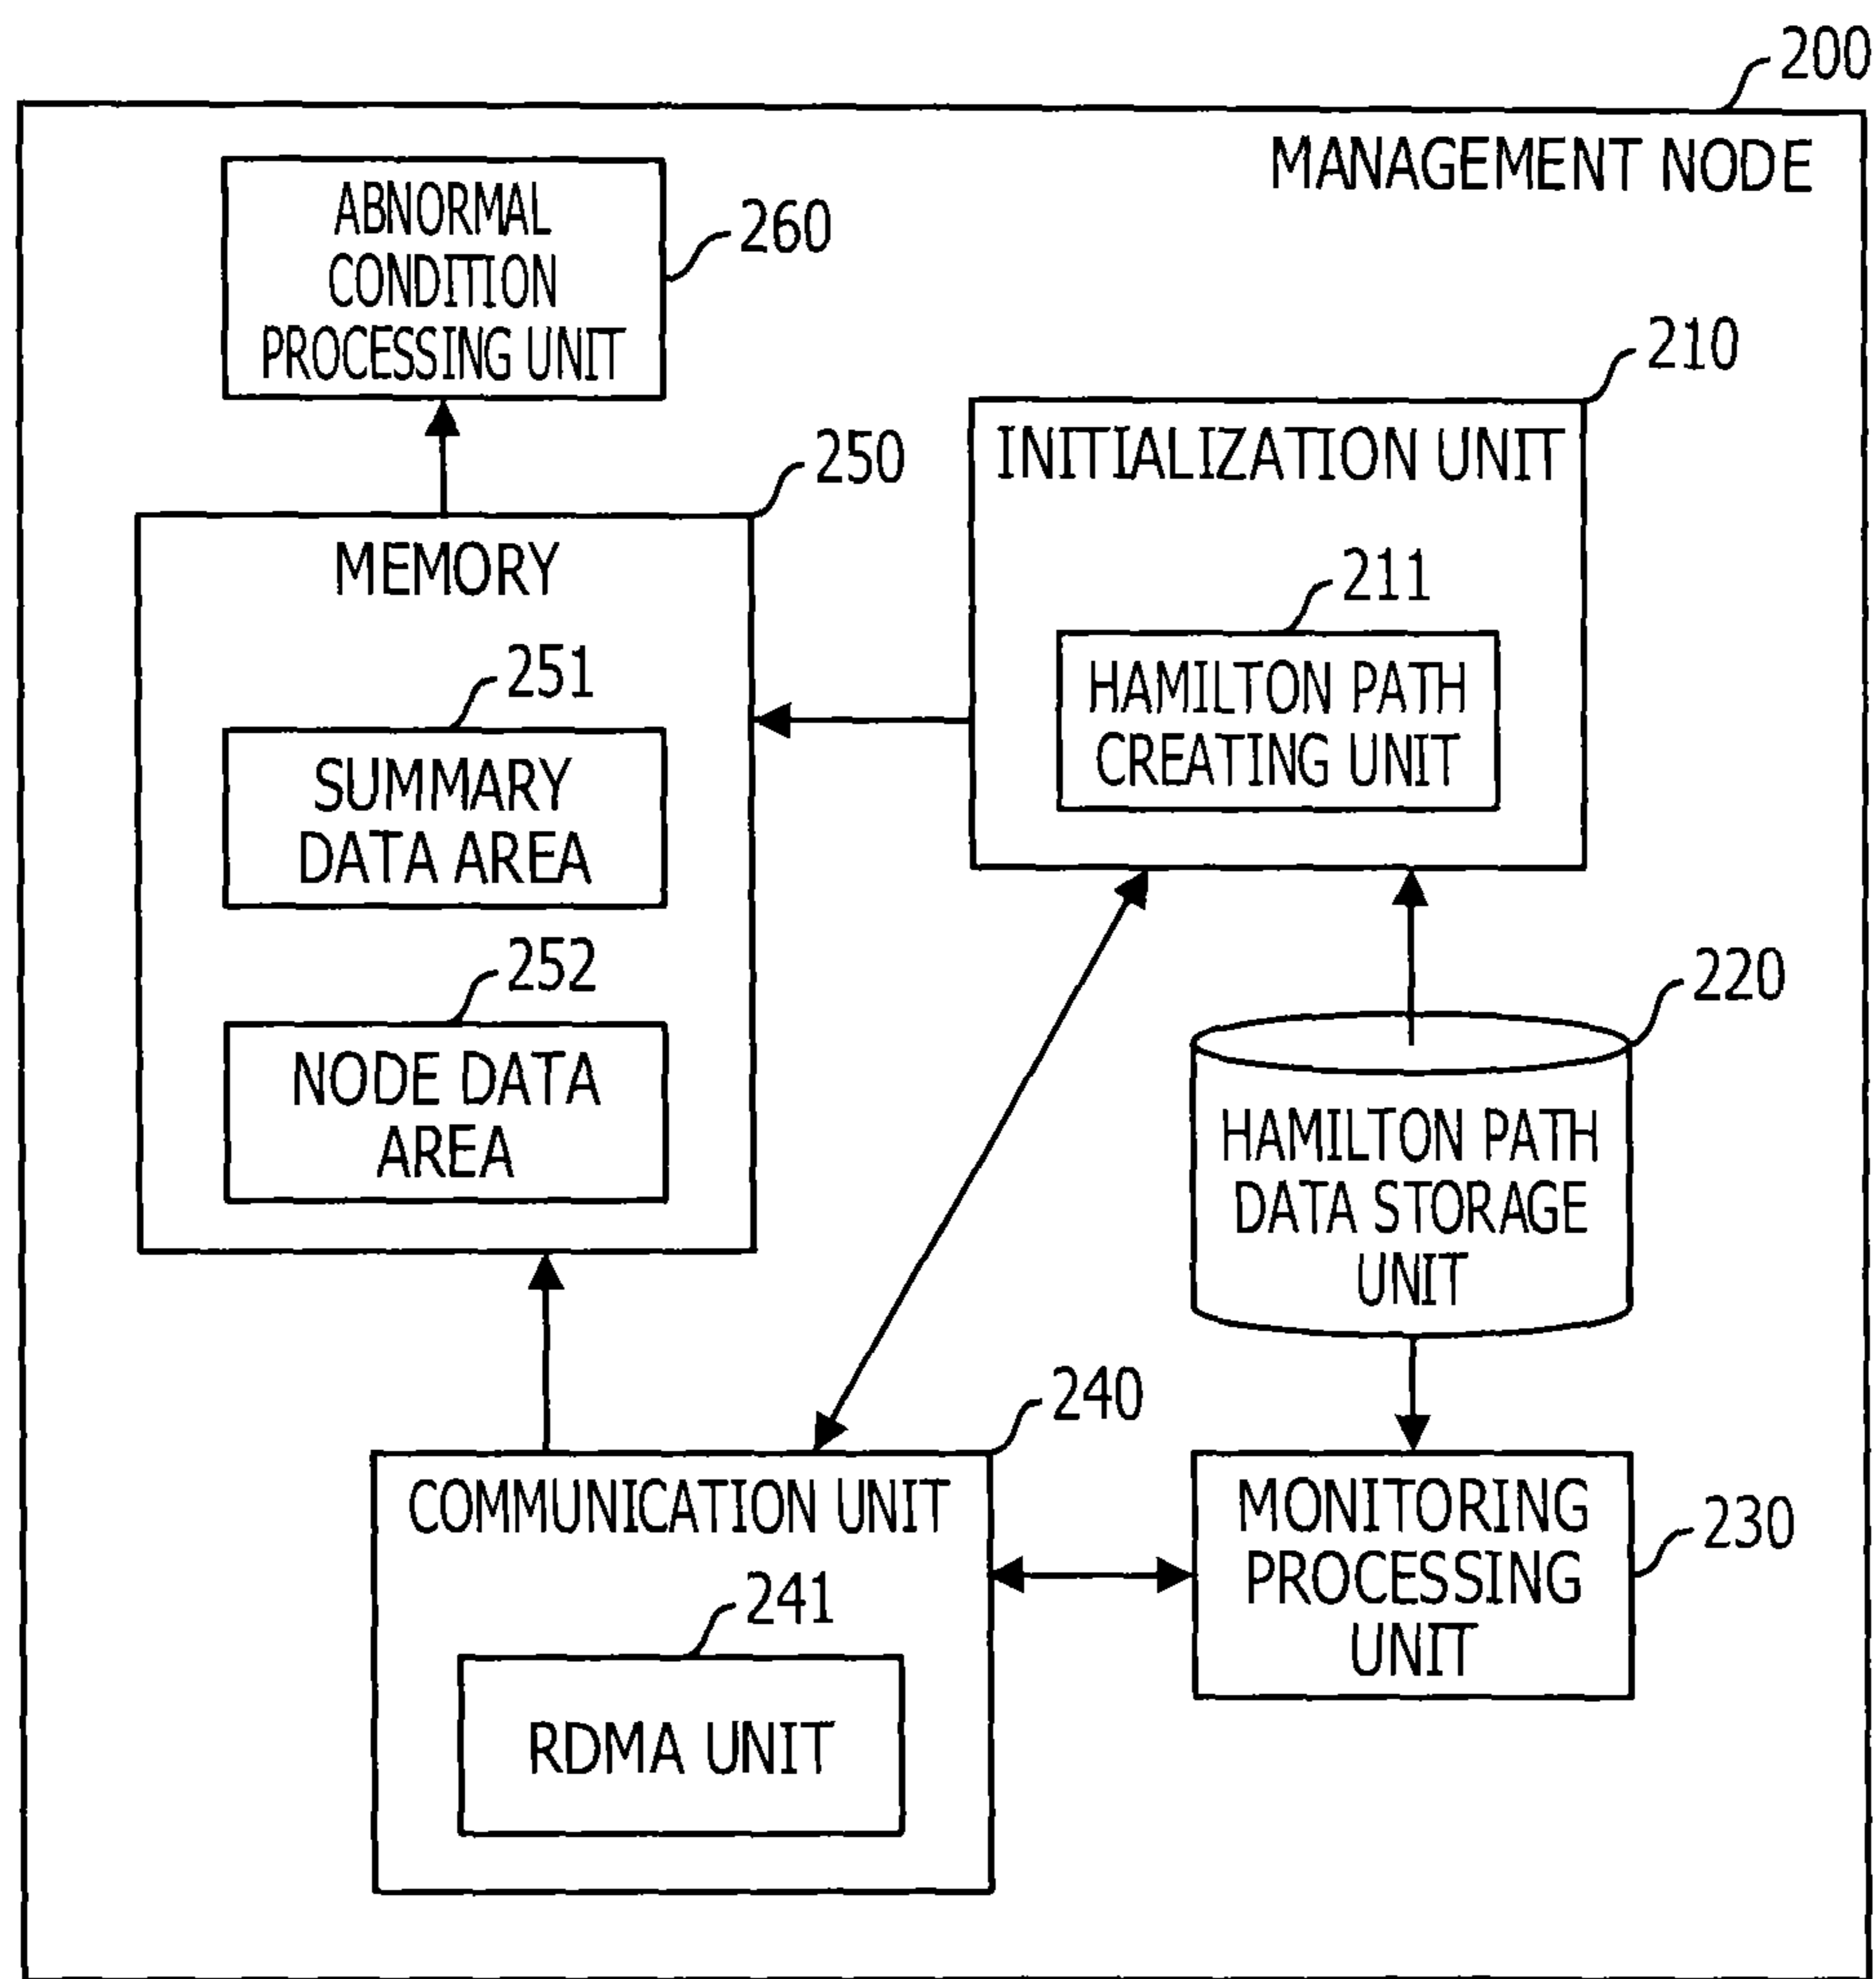 200
MANAGEMENT NODE
ABNORMAL
CONDITION
PROCESSING UNIT
260
210
INITIALIZATION UNIT
211
HAMILTON PATH
CREATING UNIT
250
MEMORY
251
SUMMARY
DATA AREA
252
NODE DATA
AREA
220
HAMILTON PATH
DATA STORAGE
UNIT
240
COMMUNICATION UNIT
241
RDMA UNIT
MONITORING
PROCESSING
UNIT
230